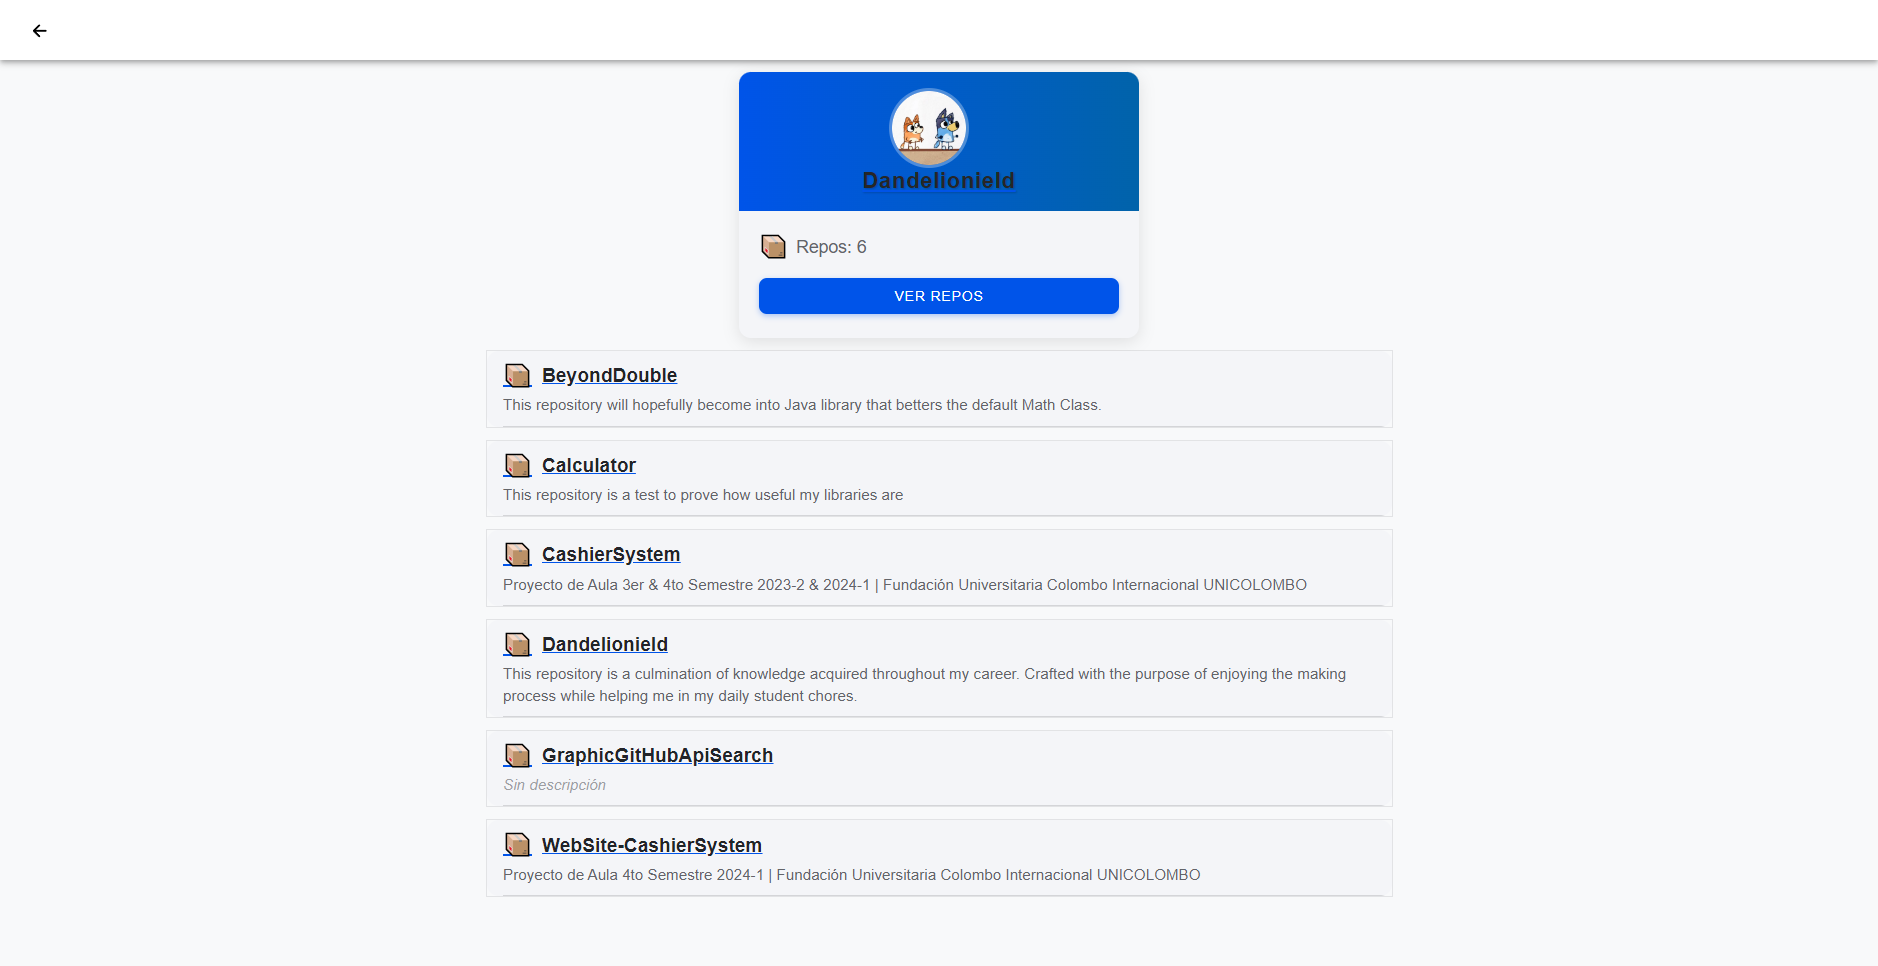 Dandelionield
Repos: 6
VER REPOS
BeyondDouble
This repository will hopefully become into Java library that betters the default Math Class.
Calculator
This repository is a test to prove how useful my libraries are
CashierSystem
Proyecto de Aula 3er & 4to Semestre 2023-2 & 2024-1 | Fundación Universitaria Colombo Internacional UNICOLOMBO
Dandelionield
This repository is a culmination of knowledge acquired throughout my career. Crafted with the purpose of enjoying the making
process while helping me in my daily student chores.
GraphicGitHubApiSearch
Sin descripción
WebSite-CashierSystem
Proyecto de Aula 4to Semestre 2024-1 | Fundación Universitaria Colombo Internacional UNICOLOMBO